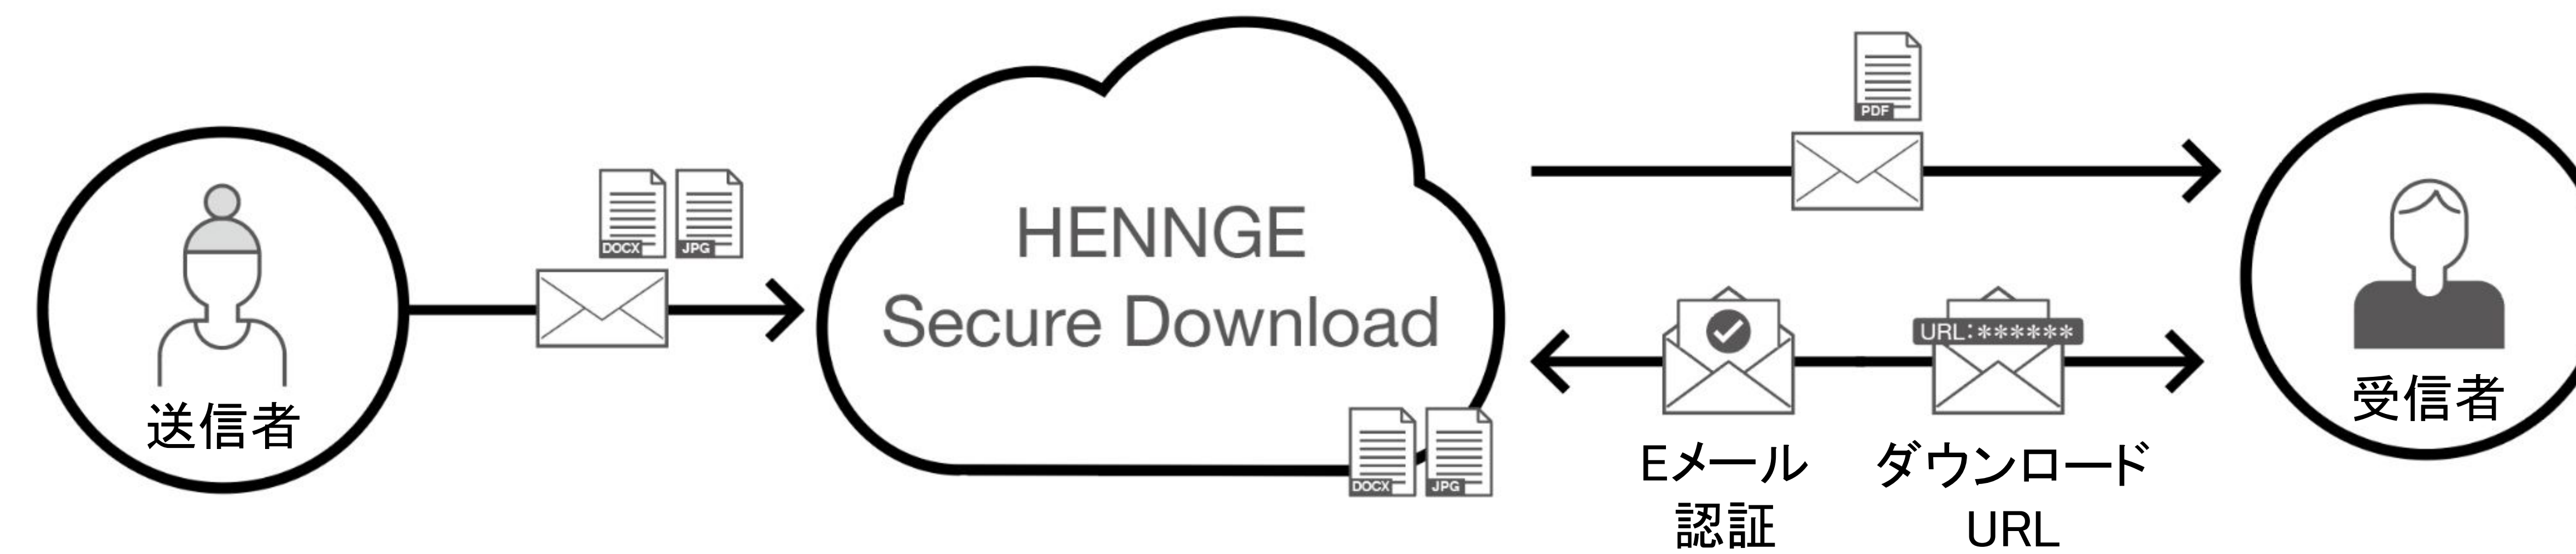 送信者
DOCX
JPG
HENNGE
Secure Download
DOCX
JPG
PDF
URL:******
Eメール
認証
ダウンロード
URL
受信者